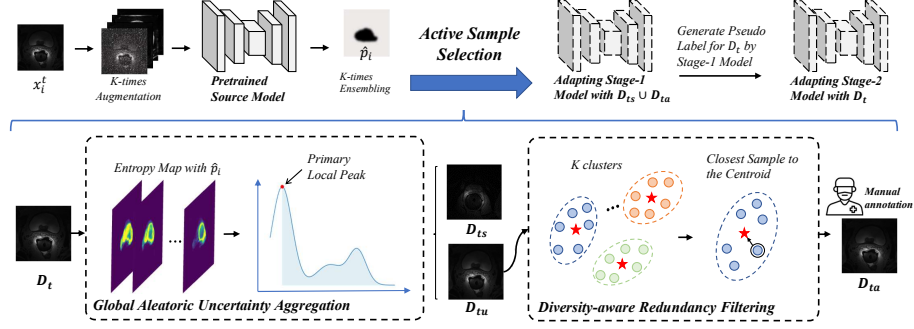 x_i^t
K-times
Augmentation
Pretrained
Source Model
p̂_i
K-times
Ensembling
Active Sample
Selection
Adapting Stage-1
Model with D_ts ∪ D_ta
Generate Pseudo
Label for D_t by
Stage-1 Model
Adapting Stage-2
Model with D_t
D_t
Entropy Map with p̂_i
...
Primary
Local Peak
Global Aleatoric Uncertainty Aggregation
D_ts
D_tu
K clusters
...
Closest Sample to
the Centroid
Diversity-aware Redundancy Filtering
Manual
annotation
D_ta